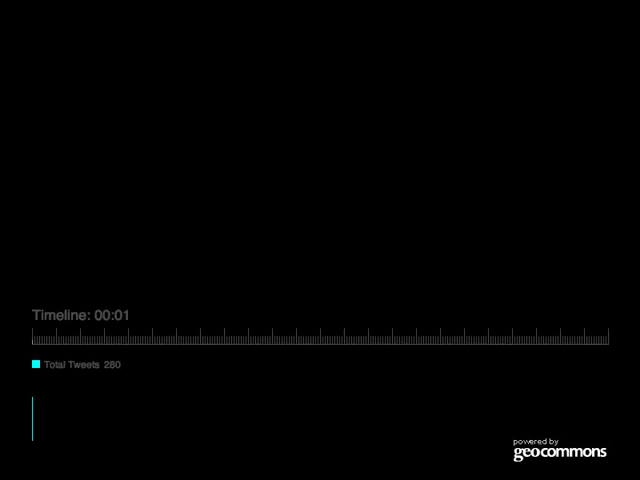 Timeline: 00:01
Total Tweets 280
powered by
geocommons